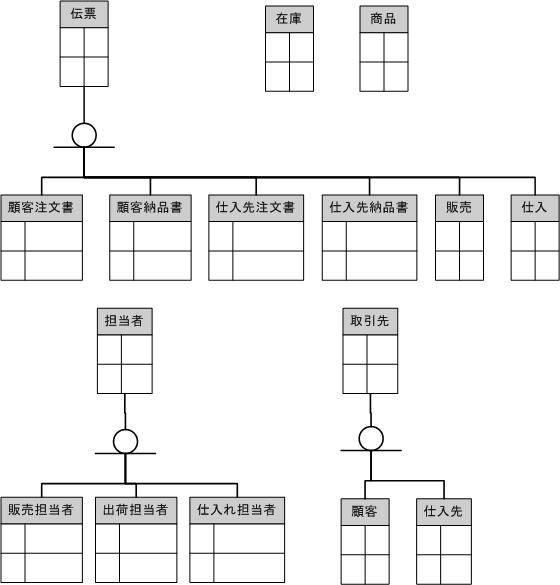 伝票
在庫
商品
顧客注文書
顧客納品書
仕入先注文書
仕入先納品書
販売
仕入
担当者
取引先
販売担当者
出荷担当者
仕入れ担当者
顧客
仕入先